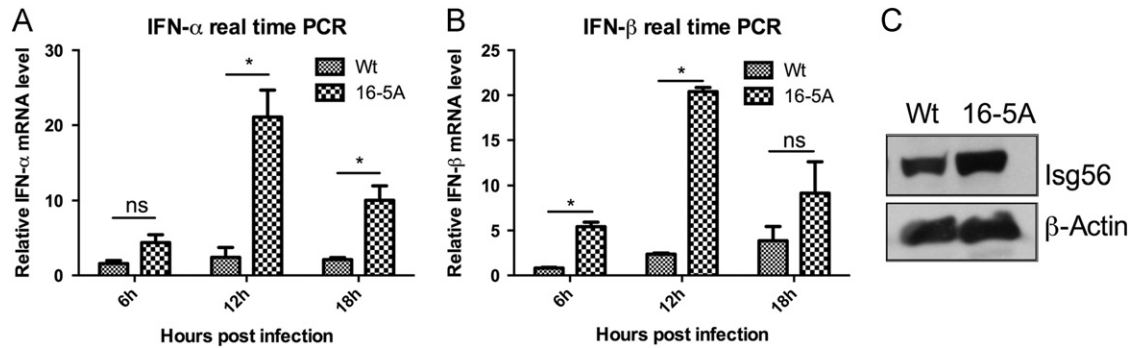 A
IFN-α real time PCR
Relative IFN-α mRNA level
30
20
10
0
Wt
16-5A
ns
*
*
6h
12h
18h
Hours post infection
B
IFN-β real time PCR
Relative IFN-β mRNA level
25
20
15
10
5
0
Wt
16-5A
*
*
ns
6h
12h
18h
Hours post infection
C
Wt 16-5A
Isg56
β-Actin